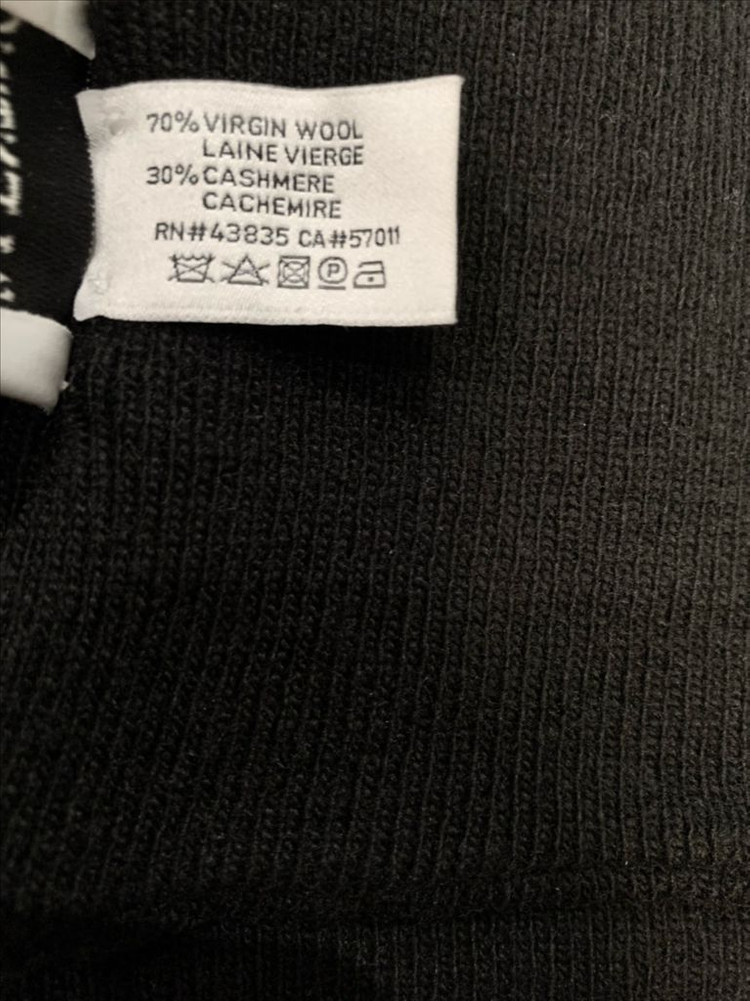 70% VIRGIN WOOL
LAINE VIERGE
30% CASHMERE
CACHEMIRE
RN#43835 CA#57011
P